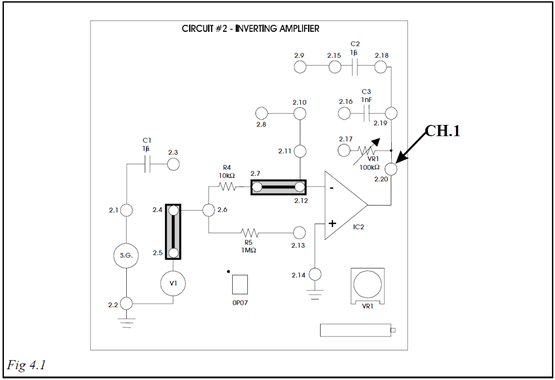 CIRCUIT #2 - INVERTING AMPLIFIER
2.9
2.15
C2
1µ
2.18
2.8
2.10
2.16
C3
1nF
2.19
CH.1
C1
1µ
2.3
2.11
2.17
VR1
100kΩ
2.20
R4
10kΩ
2.7
2.12
-
+
IC2
2.1
2.4
2.6
R5
1MΩ
2.13
S.G.
2.5
V1
2.14
2.2
OP07
VR1
Fig 4.1